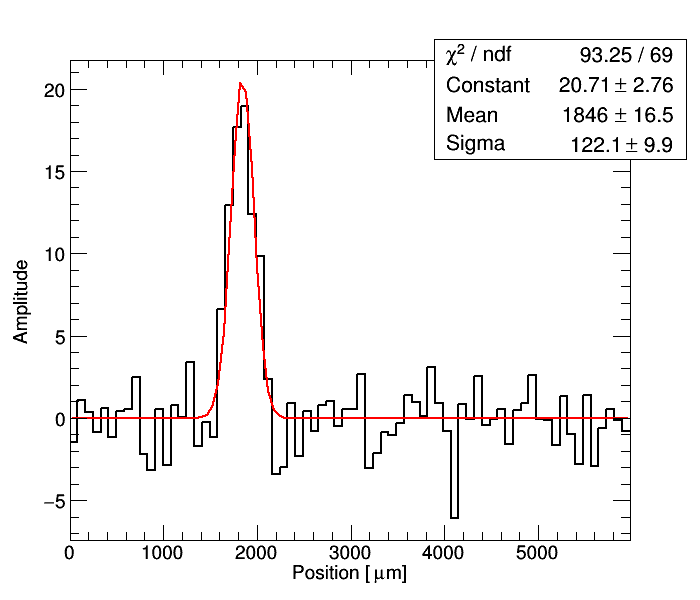 χ² / ndf 93.25 / 69
Constant 20.71 ± 2.76
Mean 1846 ± 16.5
Sigma 122.1 ± 9.9
20
15
10
5
0
−5
Amplitude
0 1000 2000 3000 4000 5000
Position [ μm]